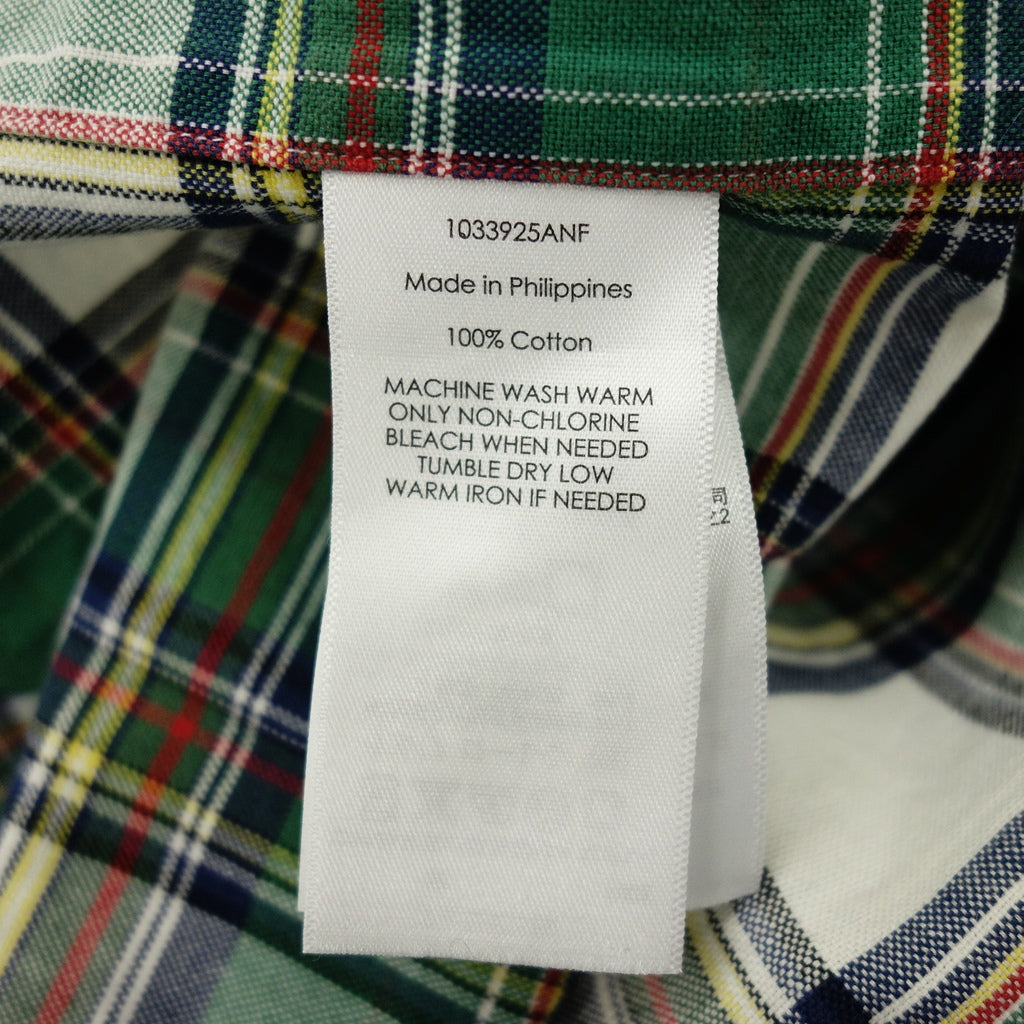 1033925ANF
Made in Philippines
100% Cotton
MACHINE WASH WARM
ONLY NON-CHLORINE
BLEACH WHEN NEEDED
TUMBLE DRY LOW
WARM IRON IF NEEDED
司